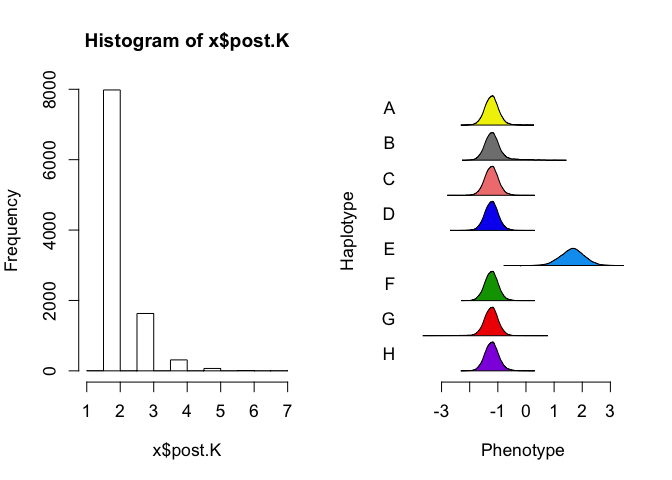 Histogram of x$post.K
Frequency
0
2000
4000
6000
8000
1 2 3 4 5 6 7
x$post.K
Haplotype
A
B
C
D
E
F
G
H
-3 -1 0 1 2 3
Phenotype